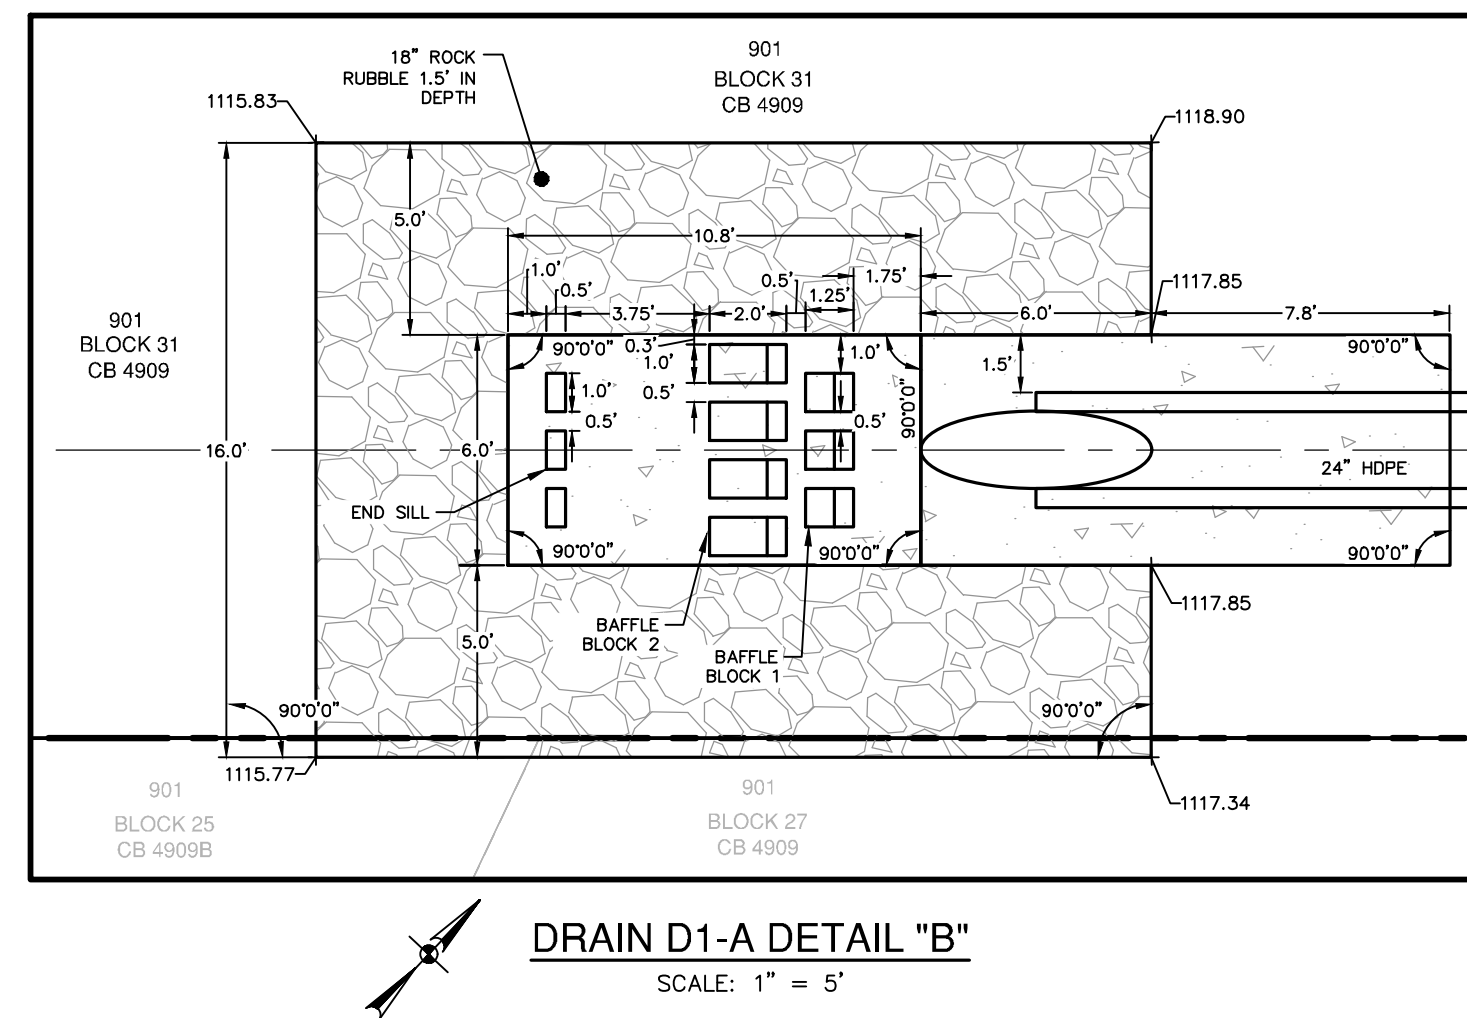 901
BLOCK 31
CB 4909
18" ROCK
RUBBLE 1.5' IN
DEPTH
1115.83
1118.90
5.0'
10.8'
1.0'
0.5'
3.75'
2.0'
0.5'
1.25'
1.75'
1117.85
6.0'
7.8'
901
BLOCK 31
CB 4909
90°0'0"
0.3'
1.0'
0.5'
1.0'
90°0'0"
1.5'
90°0'0"
1.0'
0.5'
0.5'
16.0'
6.0'
24" HDPE
END SILL
90°0'0"
90°0'0"
90°0'0"
1117.85
BAFFLE
BLOCK 2
BAFFLE
BLOCK 1
5.0'
90°0'0"
90°0'0"
1115.77
1117.34
901
BLOCK 25
CB 4909B
901
BLOCK 27
CB 4909
DRAIN D1-A DETAIL "B"
SCALE: 1" = 5'